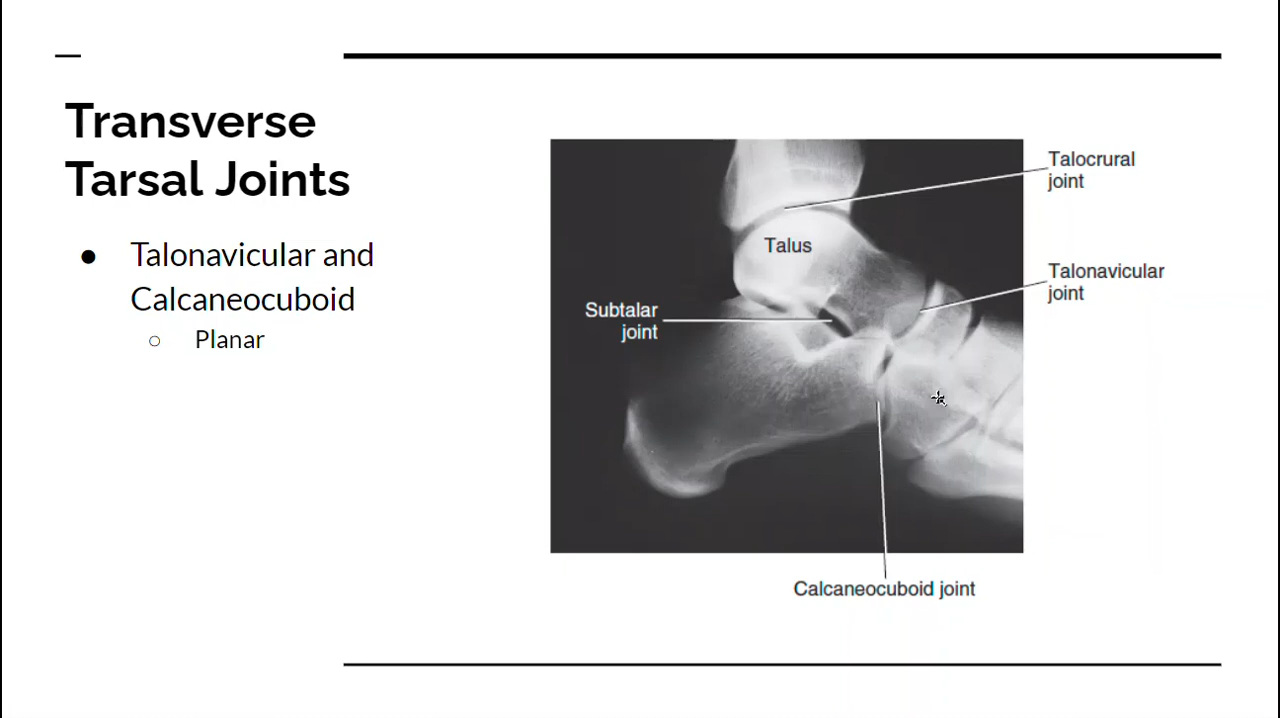 Transverse
Tarsal Joints
● Talonavicular and
Calcaneocuboid
○ Planar
Talocrural
joint
Talus
Talonavicular
joint
Subtalar
joint
Calcaneocuboid joint